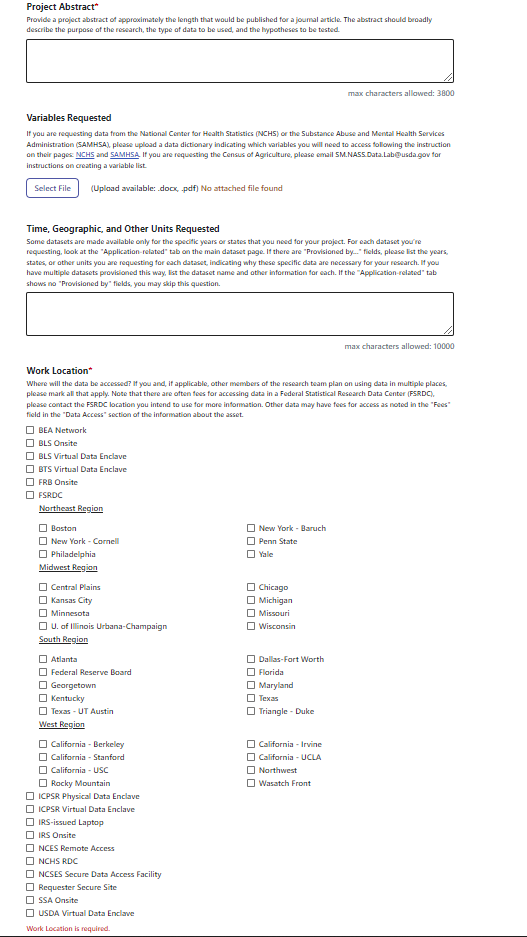 Project Abstract*
Provide a project abstract of approximately the length that would be published for a journal article. The abstract should broadly
describe the purpose of the research, the type of data to be used, and the hypotheses to be tested.
max characters allowed: 3800
Variables Requested
If you are requesting data from the National Center for Health Statistics (NCHS) or the Substance Abuse and Mental Health Services
Administration (SAMHSA), please upload a data dictionary indicating which variables you will need to access following the instruction
on their pages: NCHS and SAMHSA. If you are requesting the Census of Agriculture, please email SM.NASS.Data.Lab@usda.gov for
instructions on creating a variable list.
Select File (Upload available: .docx, .pdf) No attached file found
Time, Geographic, and Other Units Requested
Some datasets are made available only for the specific years or states that you need for your project. For each dataset you're
requesting, look at the "Application-related" tab on the main dataset page. If there are "Provisioned by..." fields, please list the years,
states, or other units you are requesting for each dataset, indicating why these specific data are necessary for your research. If you
have multiple datasets provisioned this way, list the dataset name and other information for each. If the "Application-related" tab
shows no "Provisioned by" fields, you may skip this question.
max characters allowed: 10000
Work Location*
Where will the data be accessed? If you and, if applicable, other members of the research team plan on using data in multiple places,
please mark all that apply. Note that there are often fees for accessing data in a Federal Statistical Research Data Center (FSRDC),
please contact the FSRDC location you intend to use for more information. Other data may have fees for access as noted in the "Fees"
field in the "Data Access" section of the information about the asset.
BEA Network
BLS Onsite
BLS Virtual Data Enclave
BTS Virtual Data Enclave
FRB Onsite
FSRDC
Northeast Region
Boston New York - Baruch
New York - Cornell Penn State
Philadelphia Yale
Midwest Region
Central Plains Chicago
Kansas City Michigan
Minnesota Missouri
U. of Illinois Urbana-Champaign Wisconsin
South Region
Atlanta Dallas-Fort Worth
Federal Reserve Board Florida
Georgetown Maryland
Kentucky Texas
Texas - UT Austin Triangle - Duke
West Region
California - Berkeley California - Irvine
California - Stanford California - UCLA
California - USC Northwest
Rocky Mountain Wasatch Front
ICPSR Physical Data Enclave
ICPSR Virtual Data Enclave
IRS-issued Laptop
IRS Onsite
NCES Remote Access
NCHS RDC
NCSES Secure Data Access Facility
Requester Secure Site
SSA Onsite
USDA Virtual Data Enclave
Work Location is required.